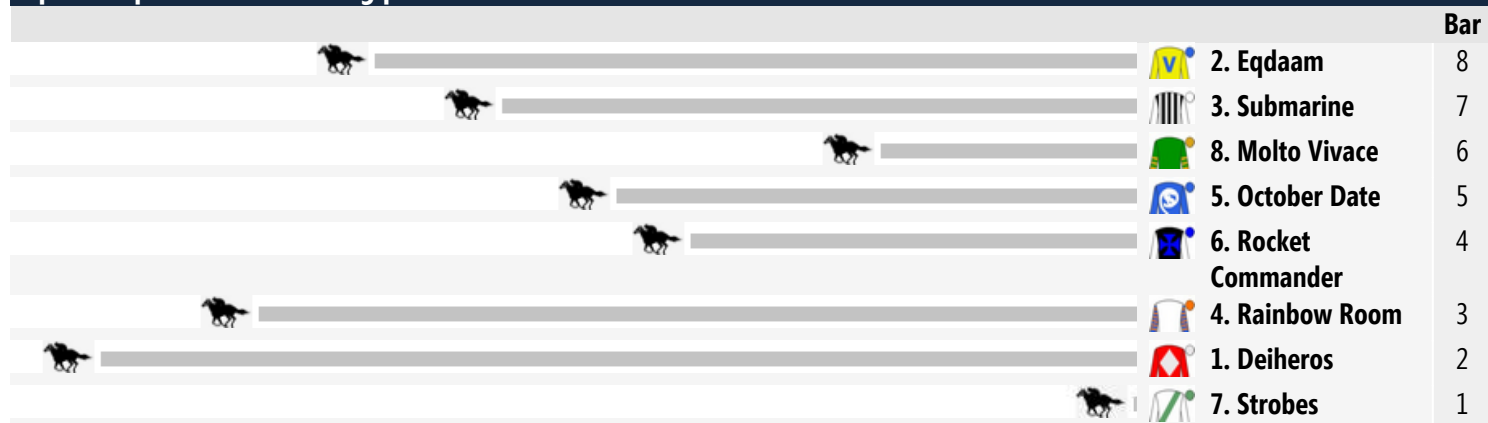 Bar
2. Eqdaam 8
3. Submarine 7
8. Molto Vivace 6
5. October Date 5
6. Rocket 4
Commander
4. Rainbow Room 3
1. Deiheros 2
7. Strobes 1